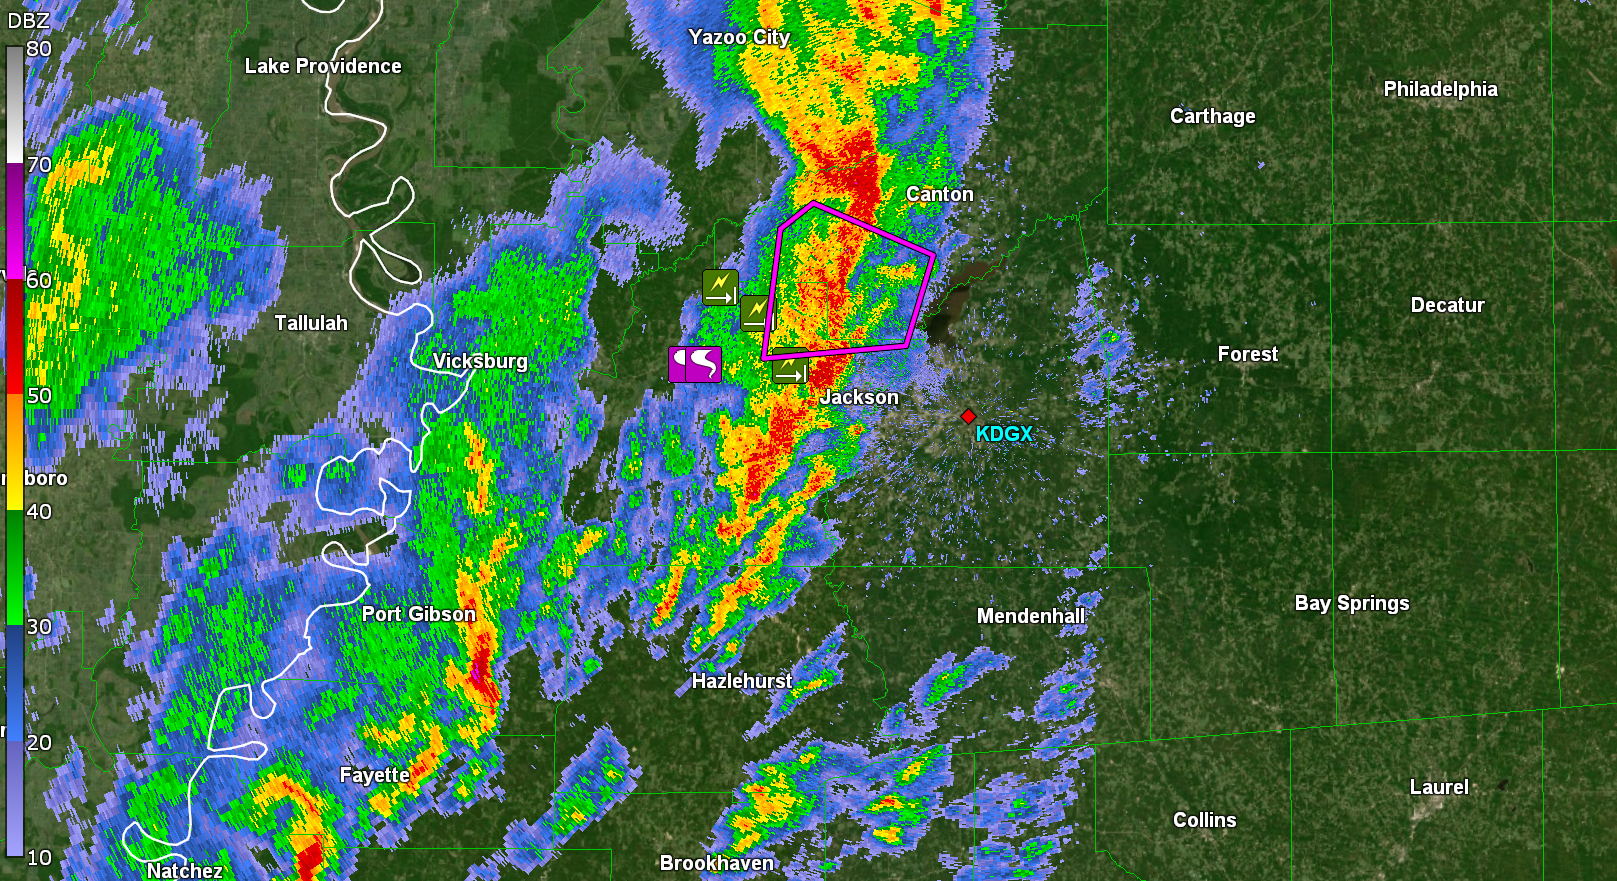 DBZ
80
70
60
50
40
30
20
10
Yazoo City
Lake Providence
Philadelphia
Carthage
Canton
Decatur
Tallulah
Forest
Vicksburg
Jackson
KDGX
boro
Bay Springs
Port Gibson
Mendenhall
Hazlehurst
Fayette
Laurel
Collins
Brookhaven
Natchez